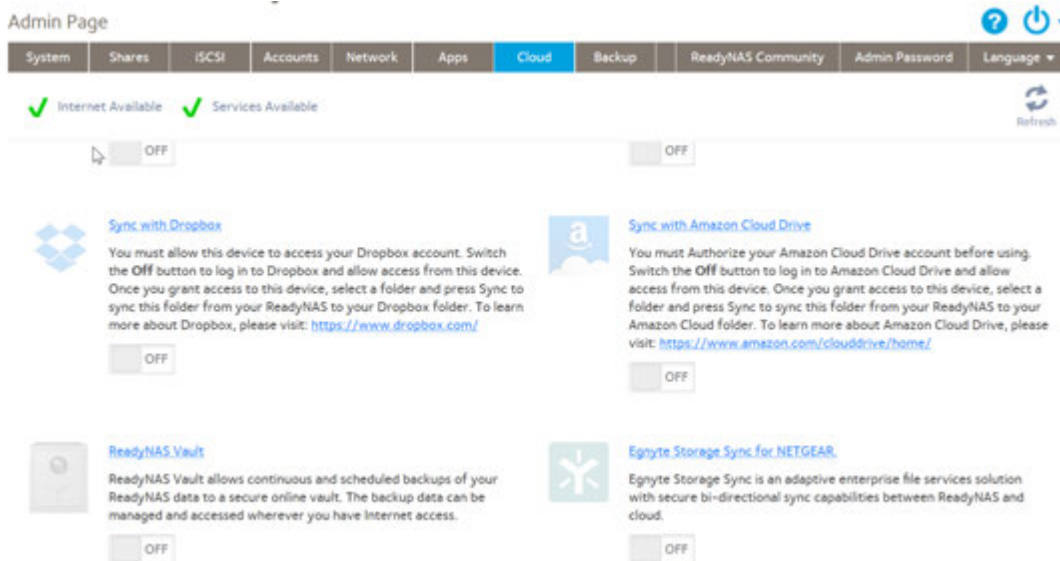 Admin Page
System Shares iSCSI Accounts Network Apps Cloud Backup ReadyNAS Community Admin Password Language
Internet Available Services Available
Refresh
OFF
OFF
Sync with Dropbox
You must allow this device to access your Dropbox account. Switch
the Off button to log in to Dropbox and allow access from this device.
Once you grant access to this device, select a folder and press Sync to
sync this folder from your ReadyNAS to your Dropbox folder. To learn
more about Dropbox, please visit: https://www.dropbox.com/
OFF
Sync with Amazon Cloud Drive
You must Authorize your Amazon Cloud Drive account before using.
Switch the Off button to log in to Amazon Cloud Drive and allow
access from this device. Once you grant access to this device, select a
folder and press Sync to sync this folder from your ReadyNAS to your
Amazon Cloud folder. To learn more about Amazon Cloud Drive, please
visit: https://www.amazon.com/clouddrive/home/
OFF
ReadyNAS Vault
ReadyNAS Vault allows continuous and scheduled backups of your
ReadyNAS data to a secure online vault. The backup data can be
managed and accessed wherever you have Internet access.
OFF
Egnyte Storage Sync for NETGEAR.
Egnyte Storage Sync is an adaptive enterprise file services solution
with secure bi-directional sync capabilities between ReadyNAS and
cloud.
OFF